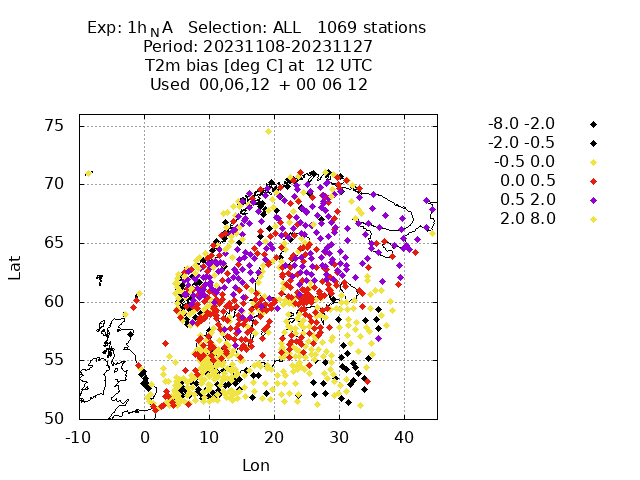 Exp: 1h_NA Selection: ALL 1069 stations
Period: 20231108-20231127
T2m bias [deg C] at 12 UTC
Used 00,06,12 + 00 06 12
-8.0 -2.0
-2.0 -0.5
-0.5 0.0
0.0 0.5
0.5 2.0
2.0 8.0
75
70
65
60
55
50
Lat
-10 0 10 20 30 40
Lon